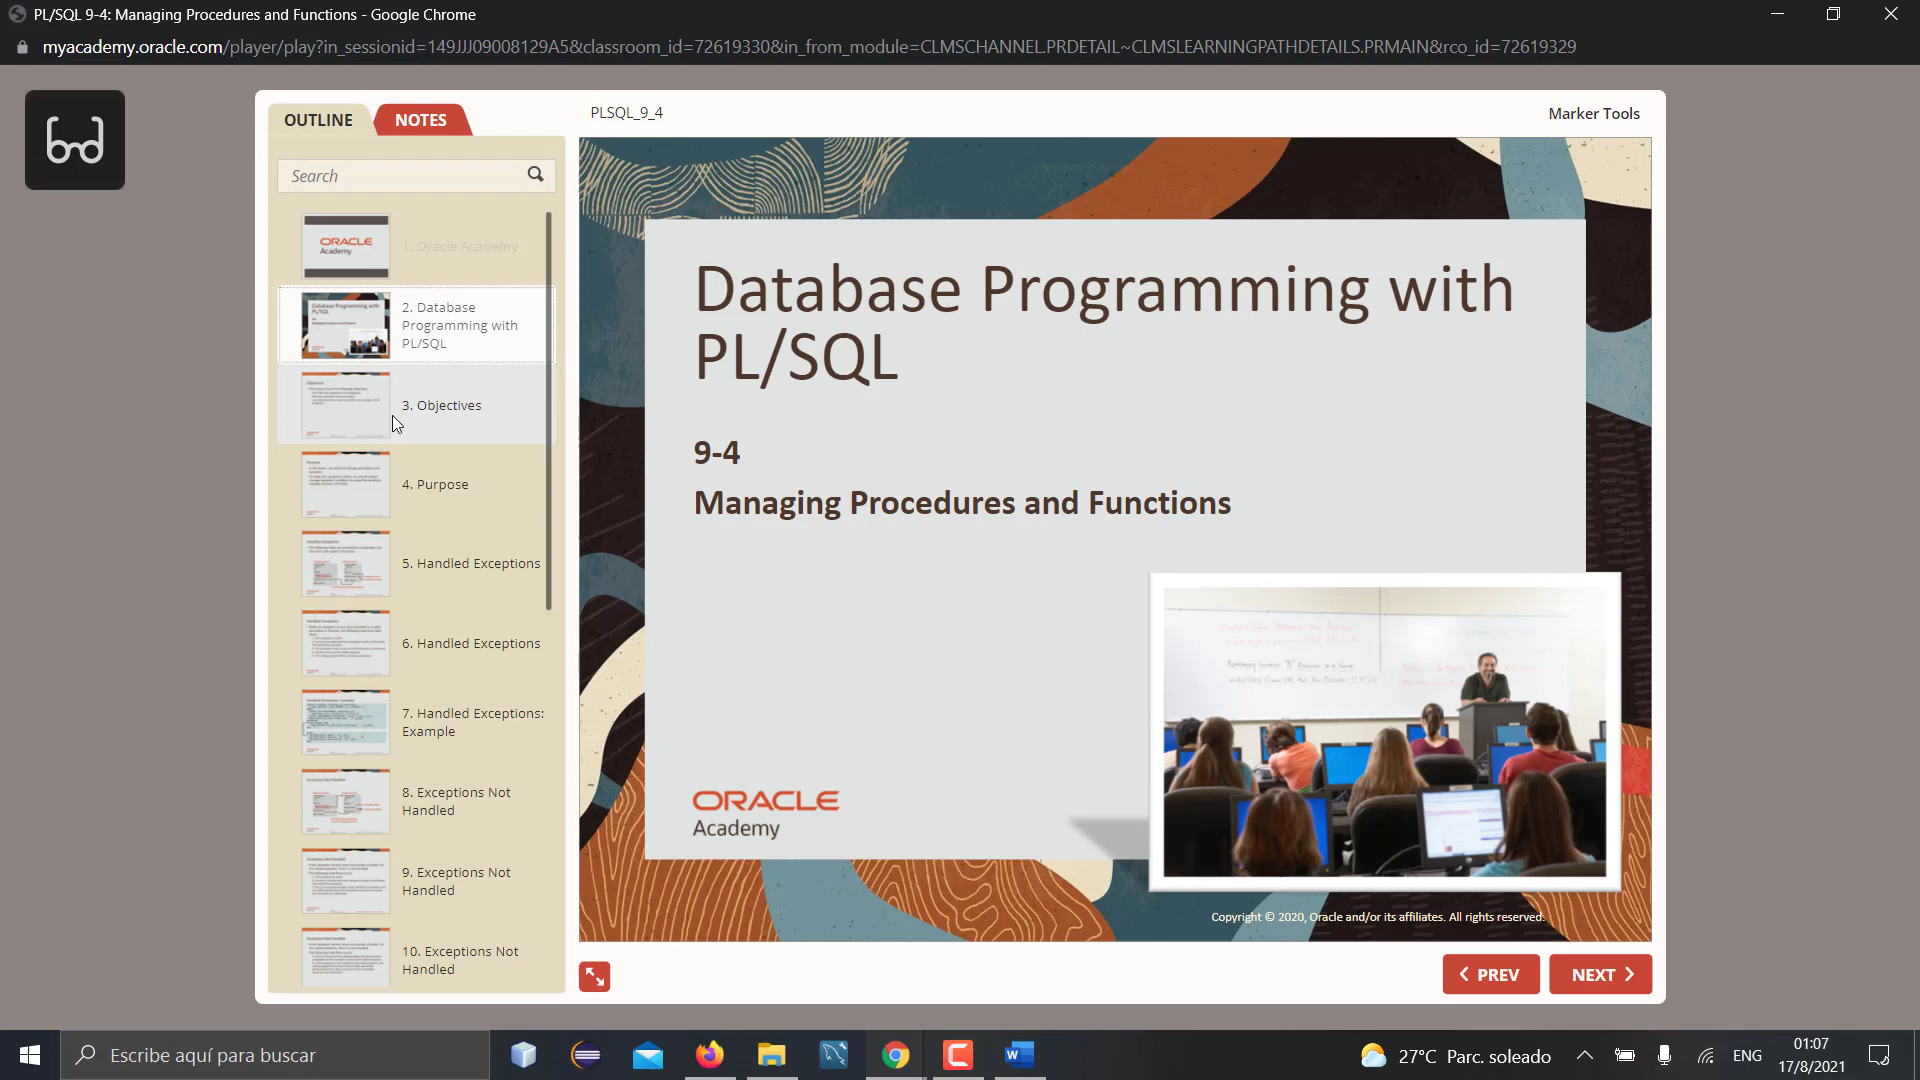 PL/SQL 9-4: Managing Procedures and Functions - Google Chrome
myacademy.oracle.com/player/play?in_sessionid=149JJJ09008129A5&classroom_id=72619330&in_from_module=CLMSCHANNEL.PRDETAIL~CLMSLEARNINGPATHDETAILS.PRMAIN&rco_id=72619329
OUTLINE
NOTES
PLSQL_9_4
Marker Tools
Search
ORACLE
Academy
1. Oracle Academy
2. Database
Programming with
PL/SQL
3. Objectives
4. Purpose
5. Handled Exceptions
6. Handled Exceptions
7. Handled Exceptions:
Example
8. Exceptions Not
Handled
9. Exceptions Not
Handled
10. Exceptions Not
Handled
Database Programming with
PL/SQL
9-4
Managing Procedures and Functions
ORACLE
Academy
Copyright © 2020, Oracle and/or its affiliates. All rights reserved.
PREV
NEXT
Escribe aquí para buscar
27°C Parc. soleado
ENG
01:07
17/8/2021